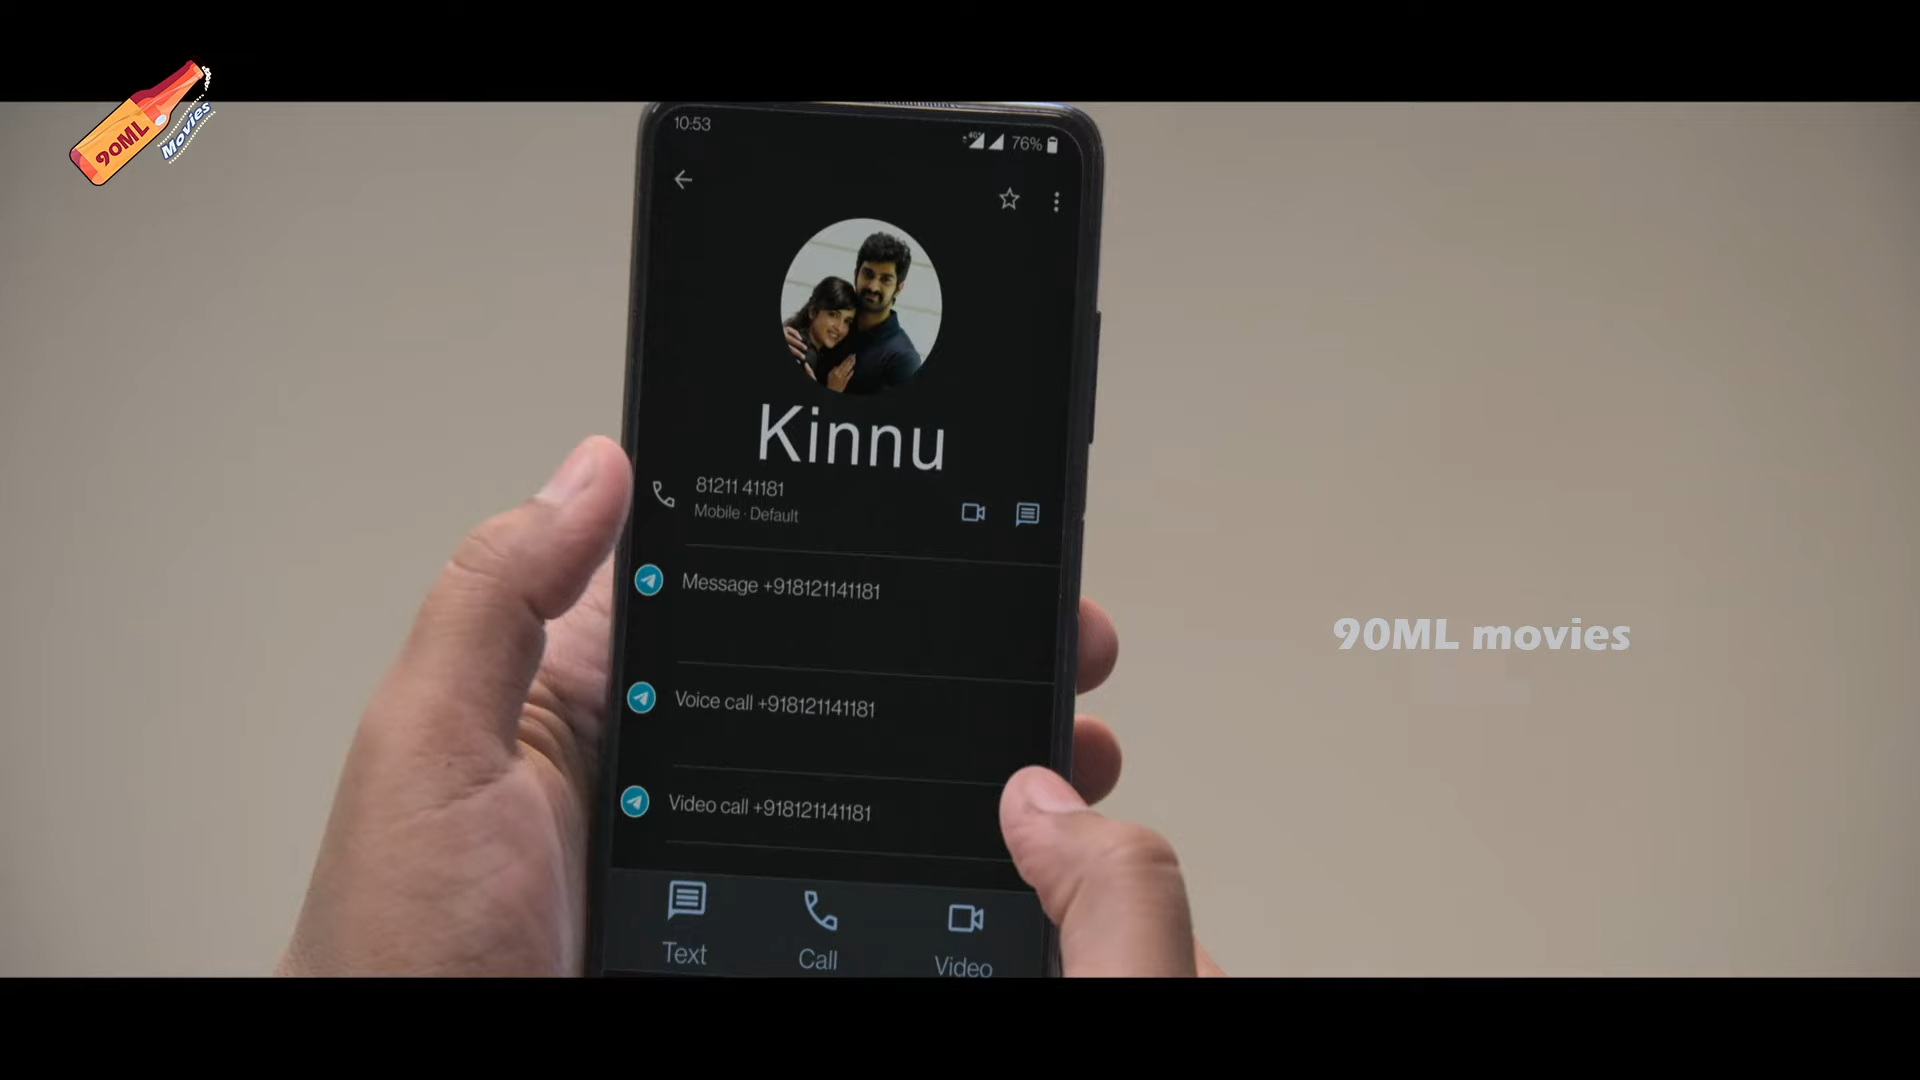 90ML
Movies
10:53
76%
Kinnu
81211 41181
Mobile · Default
Message +918121141181
Voice call +918121141181
90ML movies
Video call +918121141181
Text
Call
Video